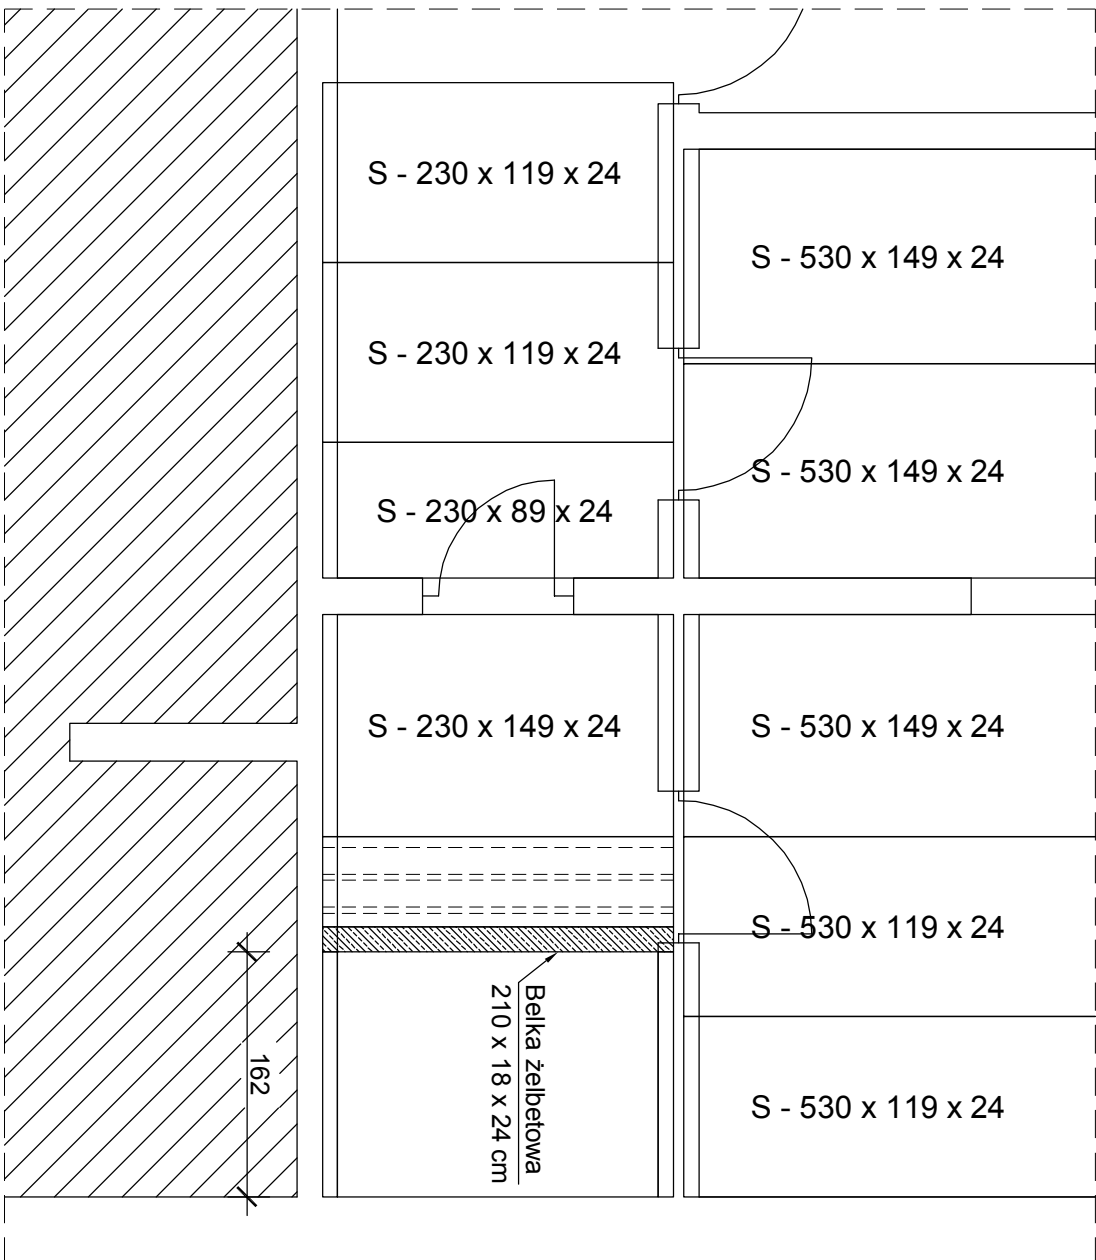 S - 230 x 119 x 24
S - 530 x 149 x 24
S - 230 x 119 x 24
S - 530 x 149 x 24
S - 230 x 89 x 24
S - 230 x 149 x 24
S - 530 x 149 x 24
S - 530 x 119 x 24
Belka żelbetowa
210 x 18 x 24 cm
162
S - 530 x 119 x 24